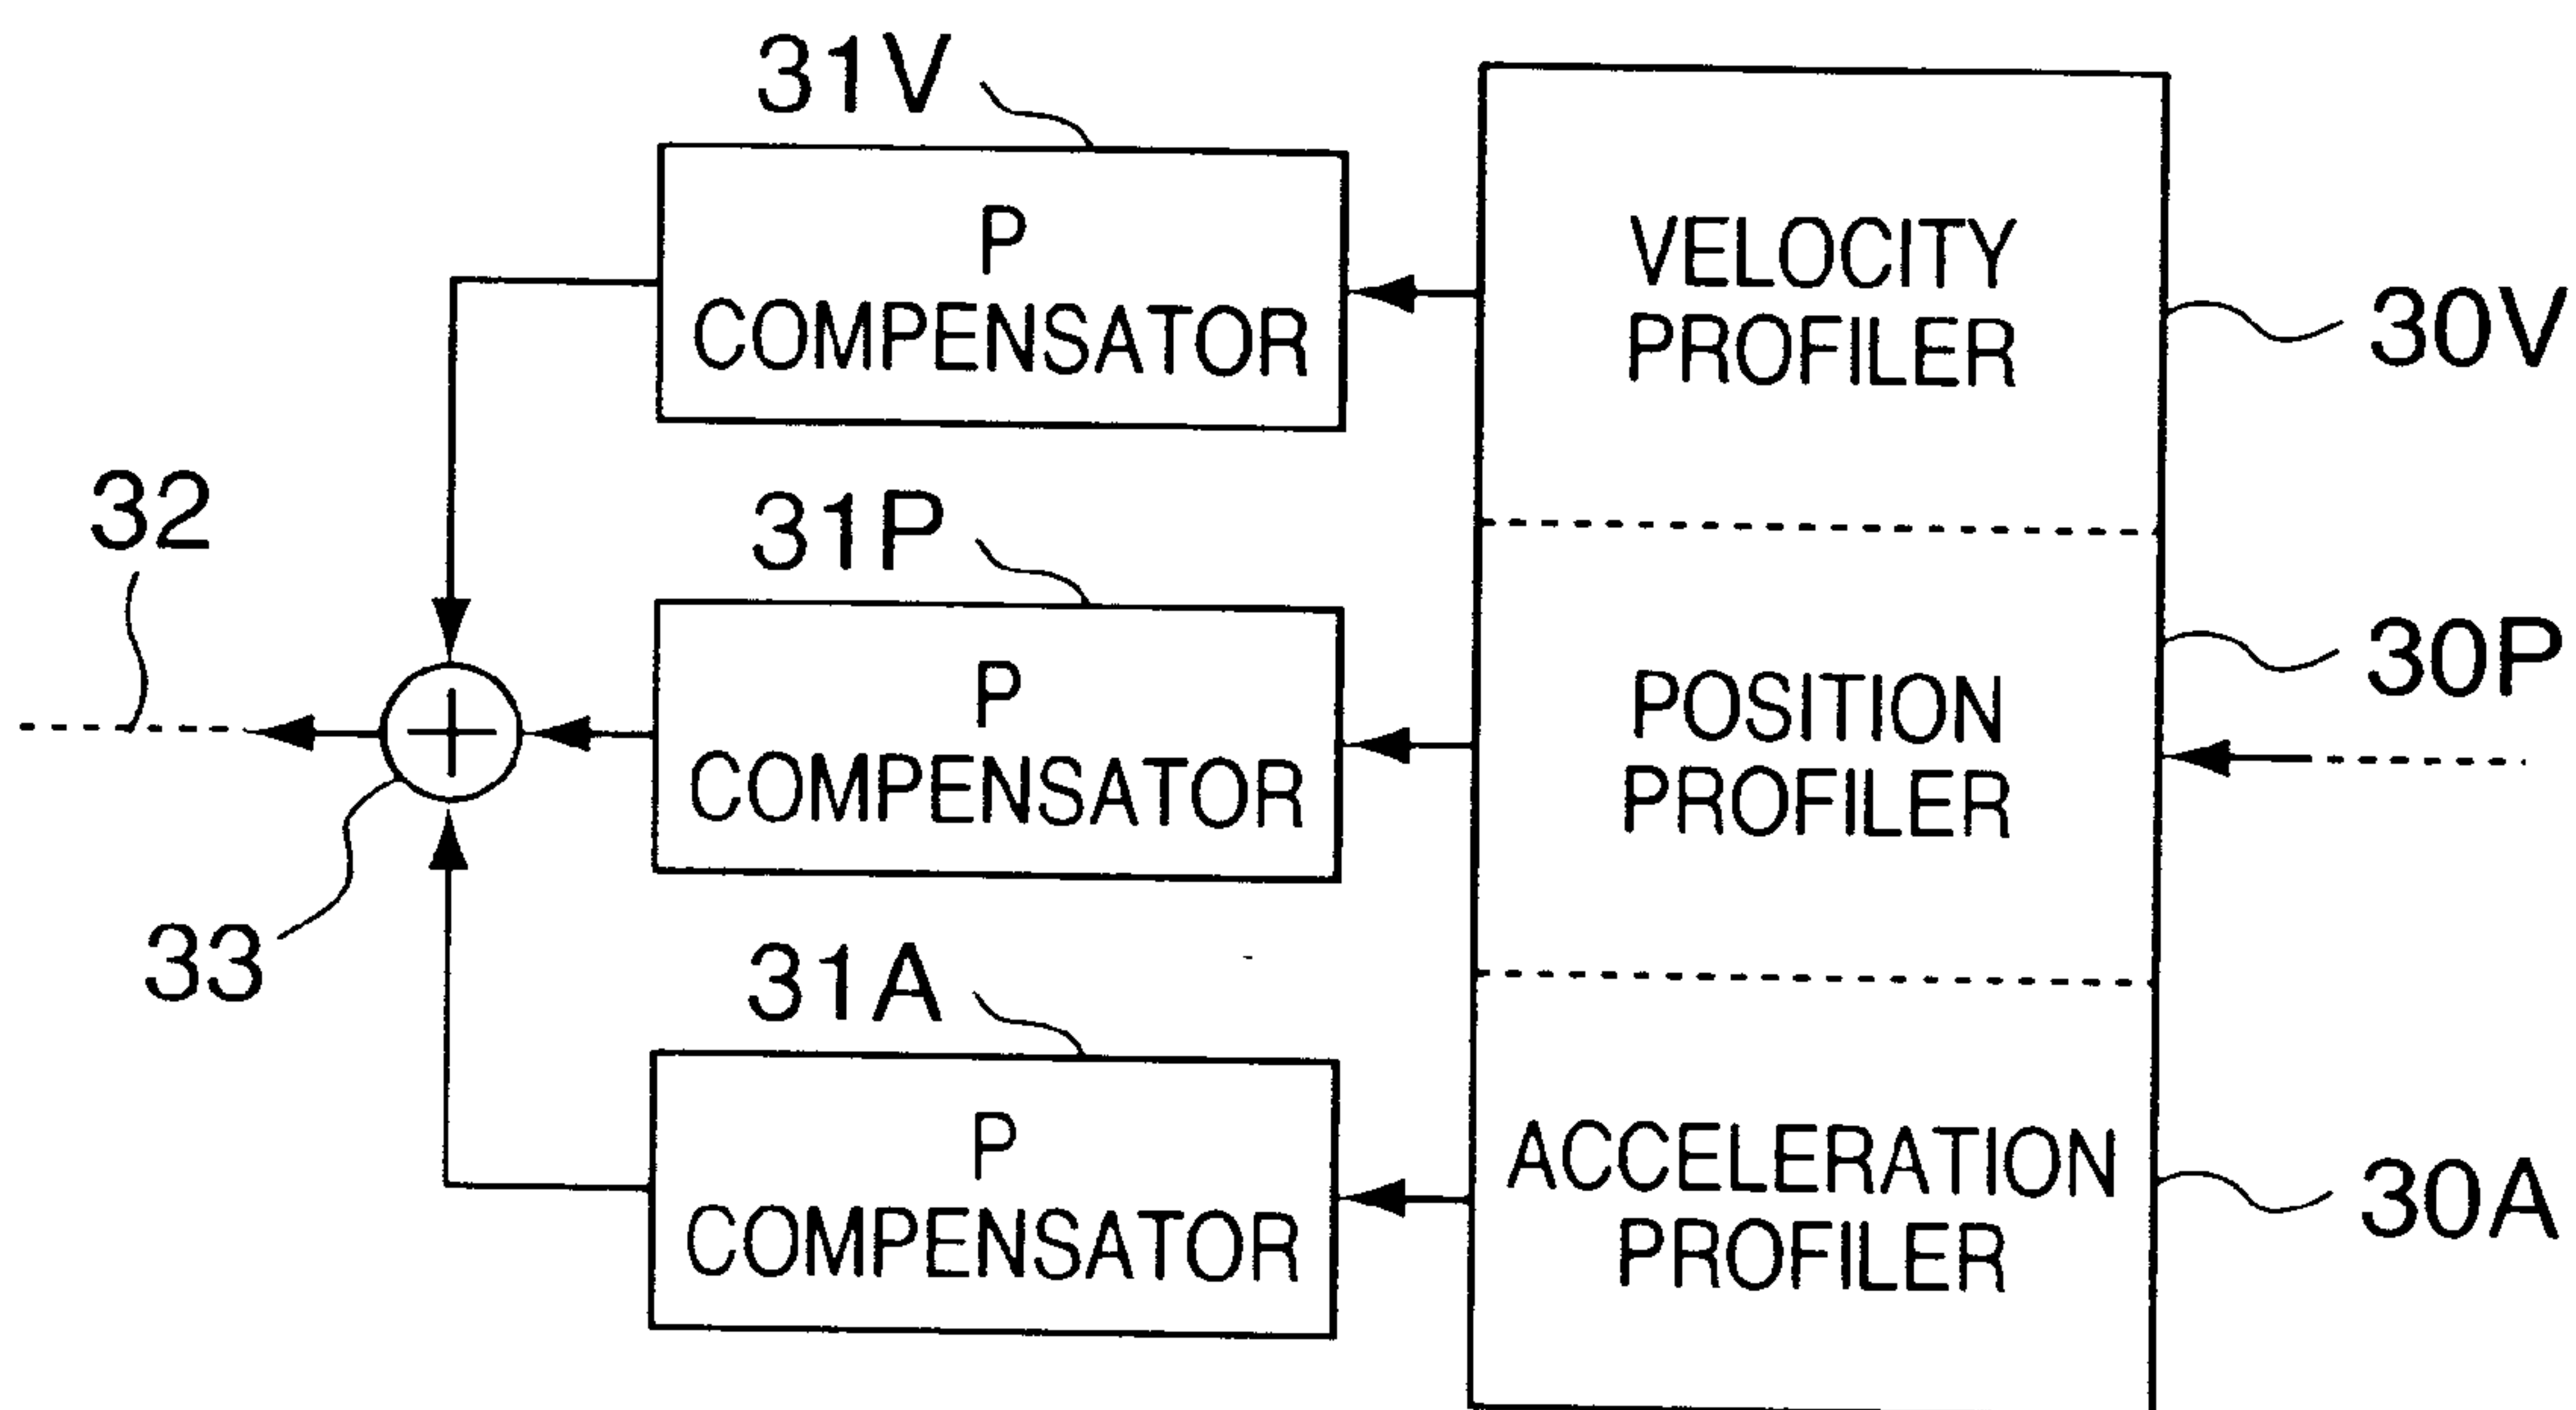 31V
P
COMPENSATOR
VELOCITY
PROFILER
30V
32
31P
P
COMPENSATOR
POSITION
PROFILER
30P
33
31A
P
COMPENSATOR
ACCELERATION
PROFILER
30A